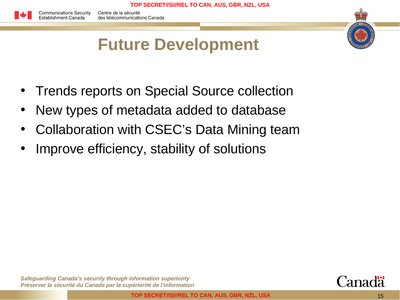 TOP SECRET//SI//REL TO CAN, AUS, GBR, NZL, USA
Communications Security Establishment Canada
Centre de la sécurité des télécommunications Canada
Future Development
• Trends reports on Special Source collection
• New types of metadata added to database
• Collaboration with CSEC's Data Mining team
• Improve efficiency, stability of solutions
Safeguarding Canada's security through information superiority
Préserver la sécurité du Canada par la supériorité de l'information
Canada
TOP SECRET//SI//REL TO CAN, AUS, GBR, NZL, USA
15